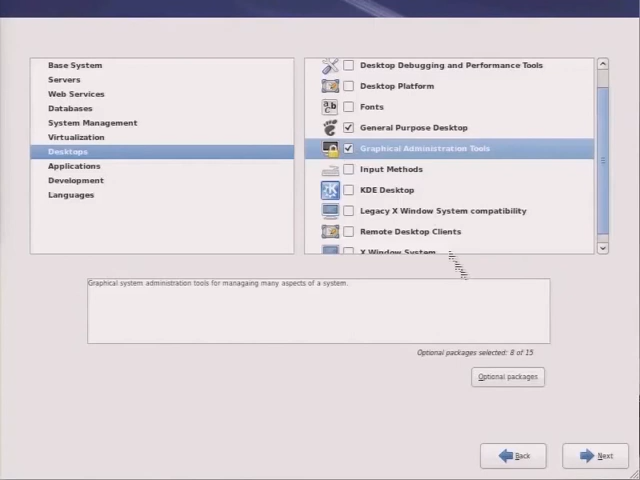 Base System
Servers
Web Services
Databases
System Management
Virtualization
Desktops
Applications
Development
Languages
Desktop Debugging and Performance Tools
Desktop Platform
Fonts
General Purpose Desktop
Graphical Administration Tools
Input Methods
KDE Desktop
Legacy X Window System compatibility
Remote Desktop Clients
X Window System
Graphical system administration tools for managaing many aspects of a system.
Optional packages selected: 8 of 15
Optional packages
Back
Next